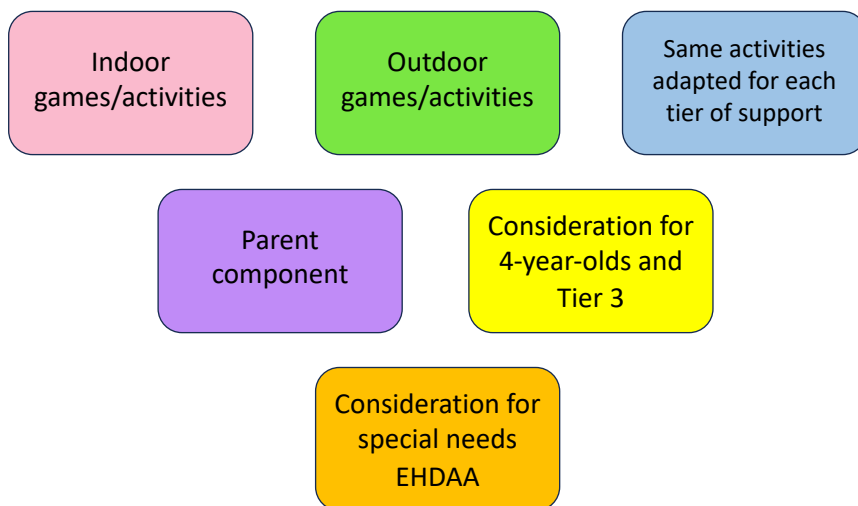 Indoor
games/activities
Outdoor
games/activities
Same activities
adapted for each
tier of support
Parent
component
Consideration for
4-year-olds and
Tier 3
Consideration for
special needs
EHDAA